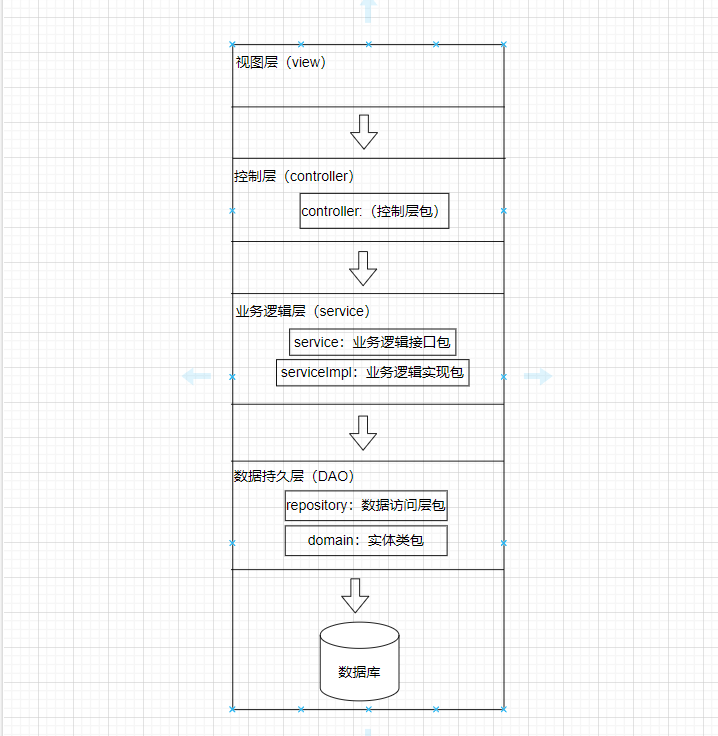 视图层（view）
控制层（controller）
controller:（控制层包）
业务逻辑层（service）
service：业务逻辑接口包
serviceImpl：业务逻辑实现包
数据持久层（DAO）
repository：数据访问层包
domain：实体类包
数据库